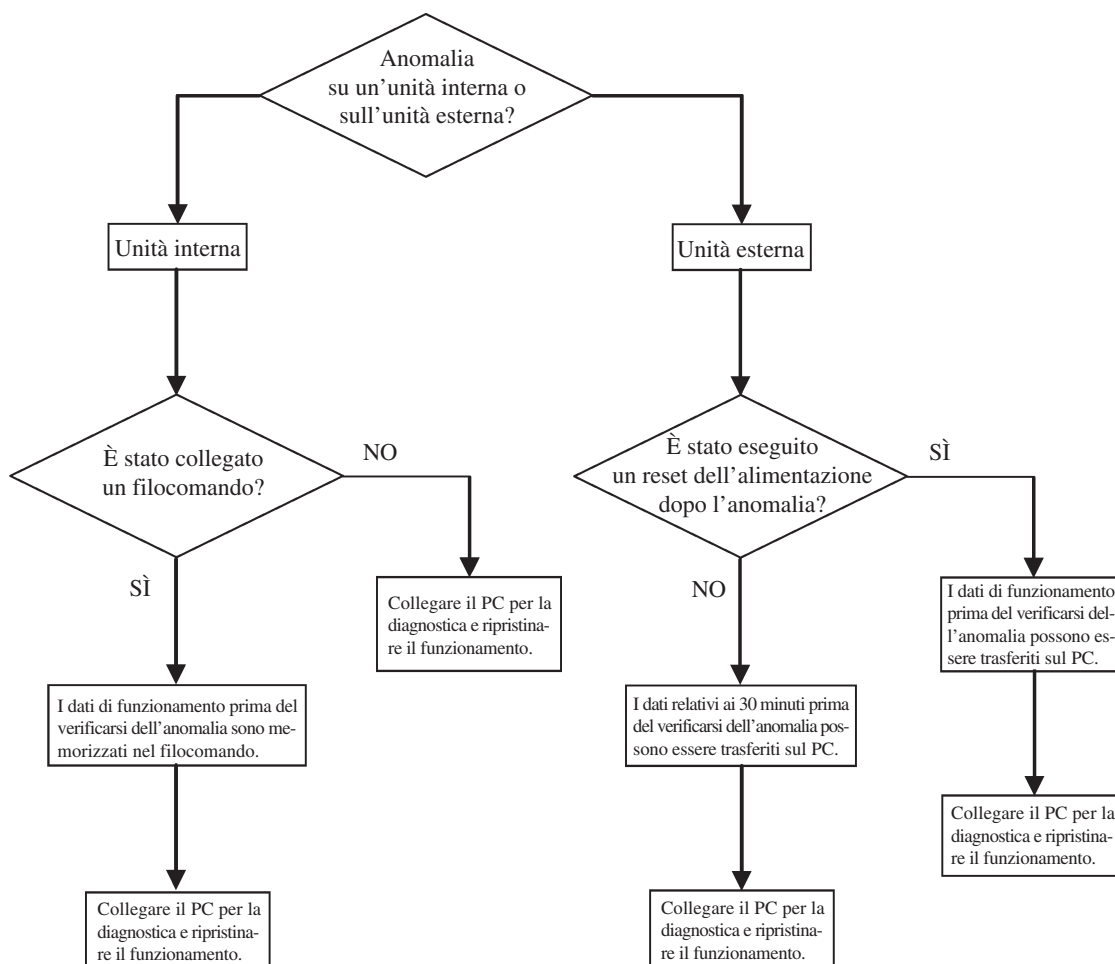 Anomalia
su un’unità interna o
sull’unità esterna?
Unità interna
Unità esterna
È stato collegato
un filocomando?
NO
SÌ
È stato eseguito
un reset dell’alimentazione
dopo l’anomalia?
SÌ
NO
Collegare il PC per la
diagnostica e ripristina-
re il funzionamento.
I dati di funzionamento
prima del verificarsi del-
l’anomalia possono es-
sere trasferiti sul PC.
I dati di funzionamento prima del
verificarsi dell’anomalia sono me-
morizzati nel filocomando.
I dati relativi ai 30 minuti prima
del verificarsi dell’anomalia pos-
sono essere trasferiti sul PC.
Collegare il PC per la
diagnostica e ripristina-
re il funzionamento.
Collegare il PC per la
diagnostica e ripristina-
re il funzionamento.
Collegare il PC per la
diagnostica e ripristina-
re il funzionamento.